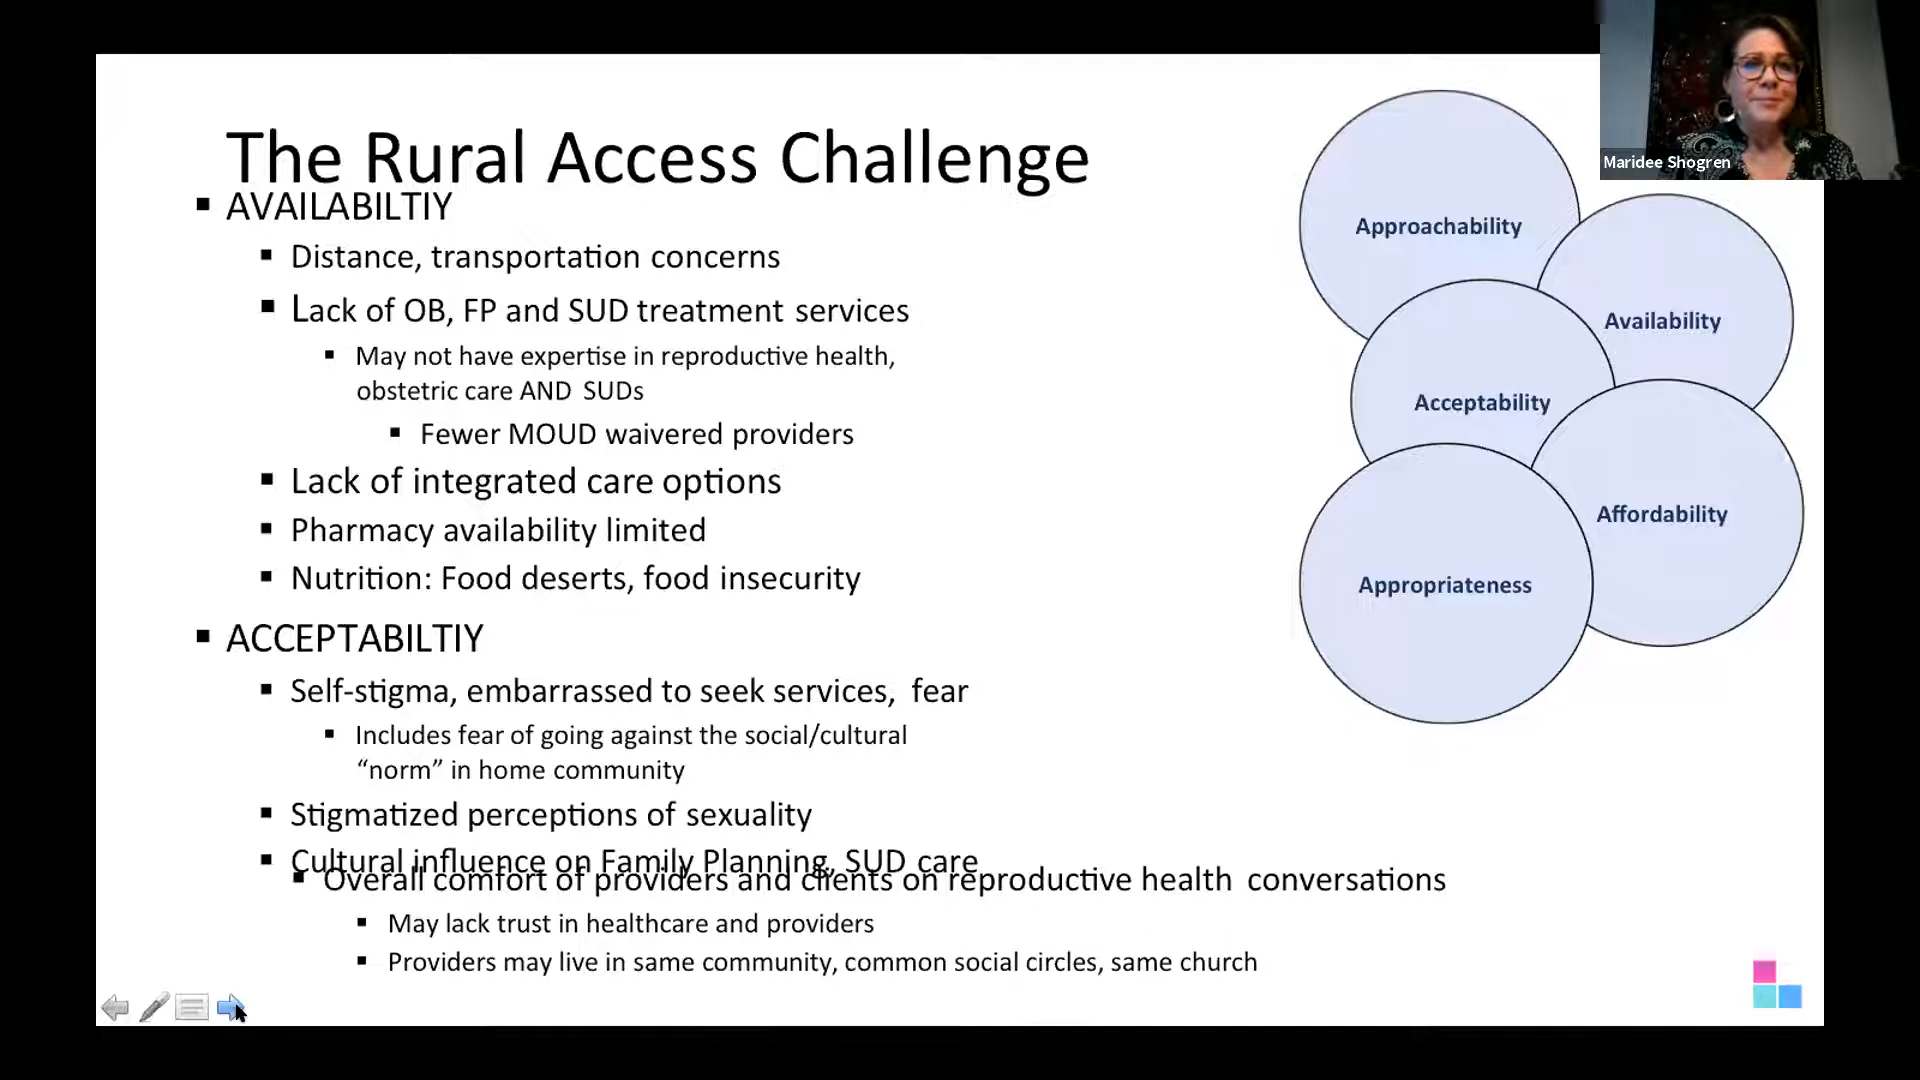 The Rural Access Challenge
AVAILABILTIY
Distance, transportation concerns
Lack of OB, FP and SUD treatment services
May not have expertise in reproductive health,
obstetric care AND SUDs
Fewer MOUD waivered providers
Lack of integrated care options
Pharmacy availability limited
Nutrition: Food deserts, food insecurity
ACCEPTABILTIY
Self-stigma, embarrassed to seek services, fear
Includes fear of going against the social/cultural
“norm” in home community
Stigmatized perceptions of sexuality
Cultural influence on Family Planning, SUD care
Overall comfort of providers and clients on reproductive health conversations
May lack trust in healthcare and providers
Providers may live in same community, common social circles, same church
Approachability
Availability
Acceptability
Affordability
Appropriateness
Maridee Shogren